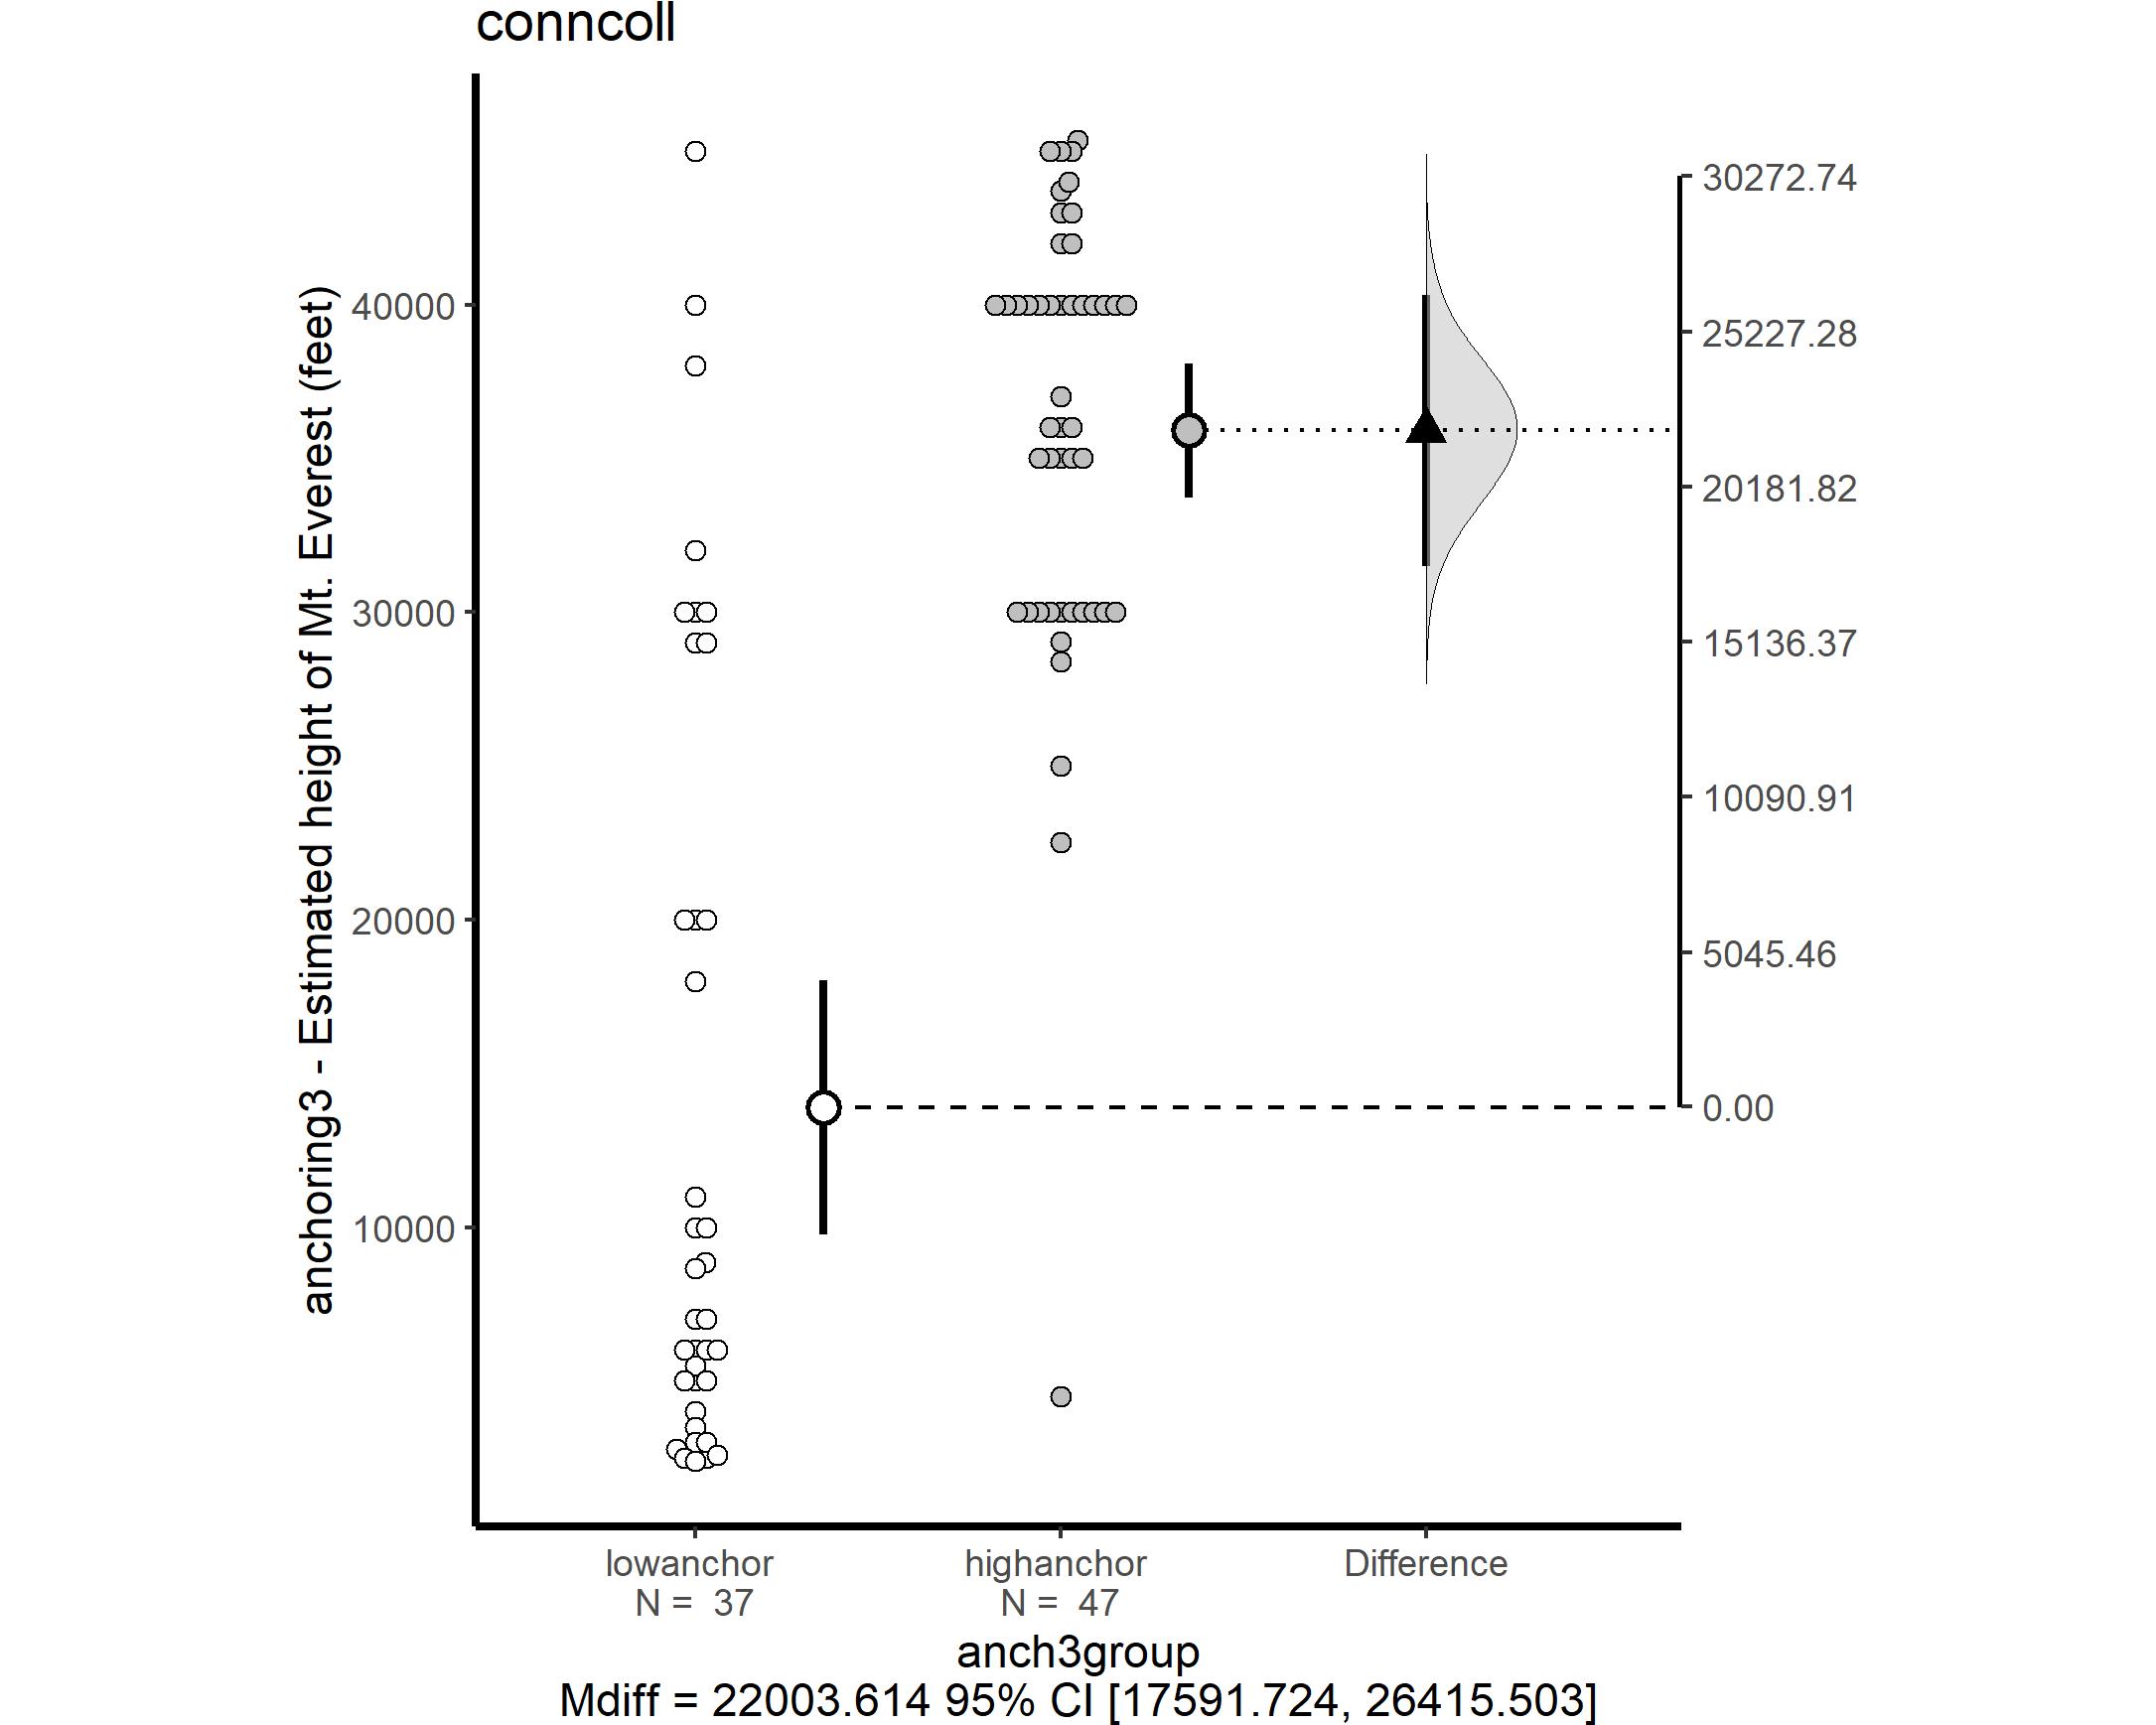 conncoll
anchoring3 - Estimated height of Mt. Everest (feet)
40000
30000
20000
10000
30272.74
25227.28
20181.82
15136.37
10090.91
5045.46
0.00
lowanchor
N =  37
highanchor
N =  47
Difference
anch3group
Mdiff = 22003.614 95% CI [17591.724, 26415.503]